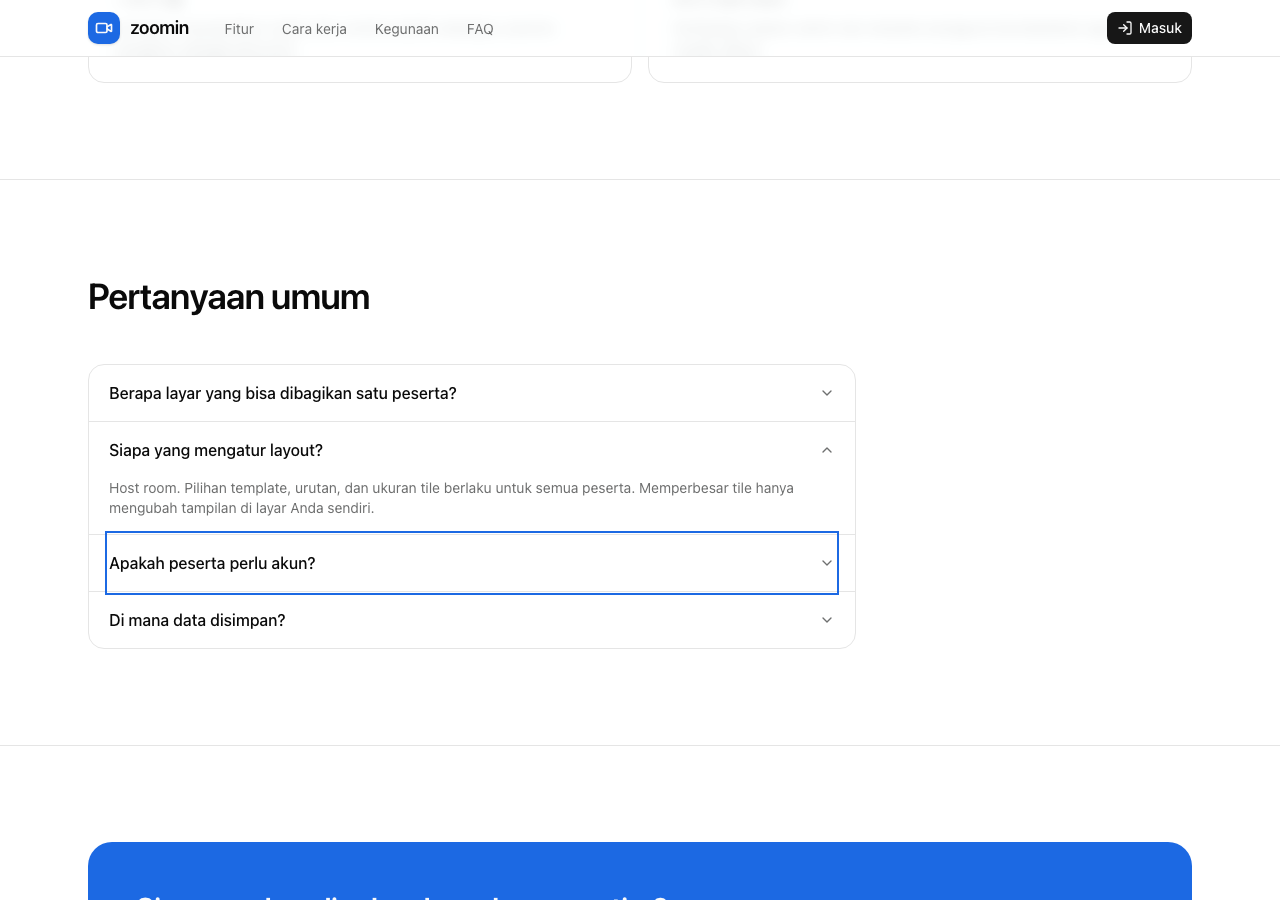 zoomin
Fitur
Cara kerja
Kegunaan
FAQ
Masuk
Pertanyaan umum
Berapa layar yang bisa dibagikan satu peserta?
Siapa yang mengatur layout?
Host room. Pilihan template, urutan, dan ukuran tile berlaku untuk semua peserta. Memperbesar tile hanya
mengubah tampilan di layar Anda sendiri.
Apakah peserta perlu akun?
Di mana data disimpan?